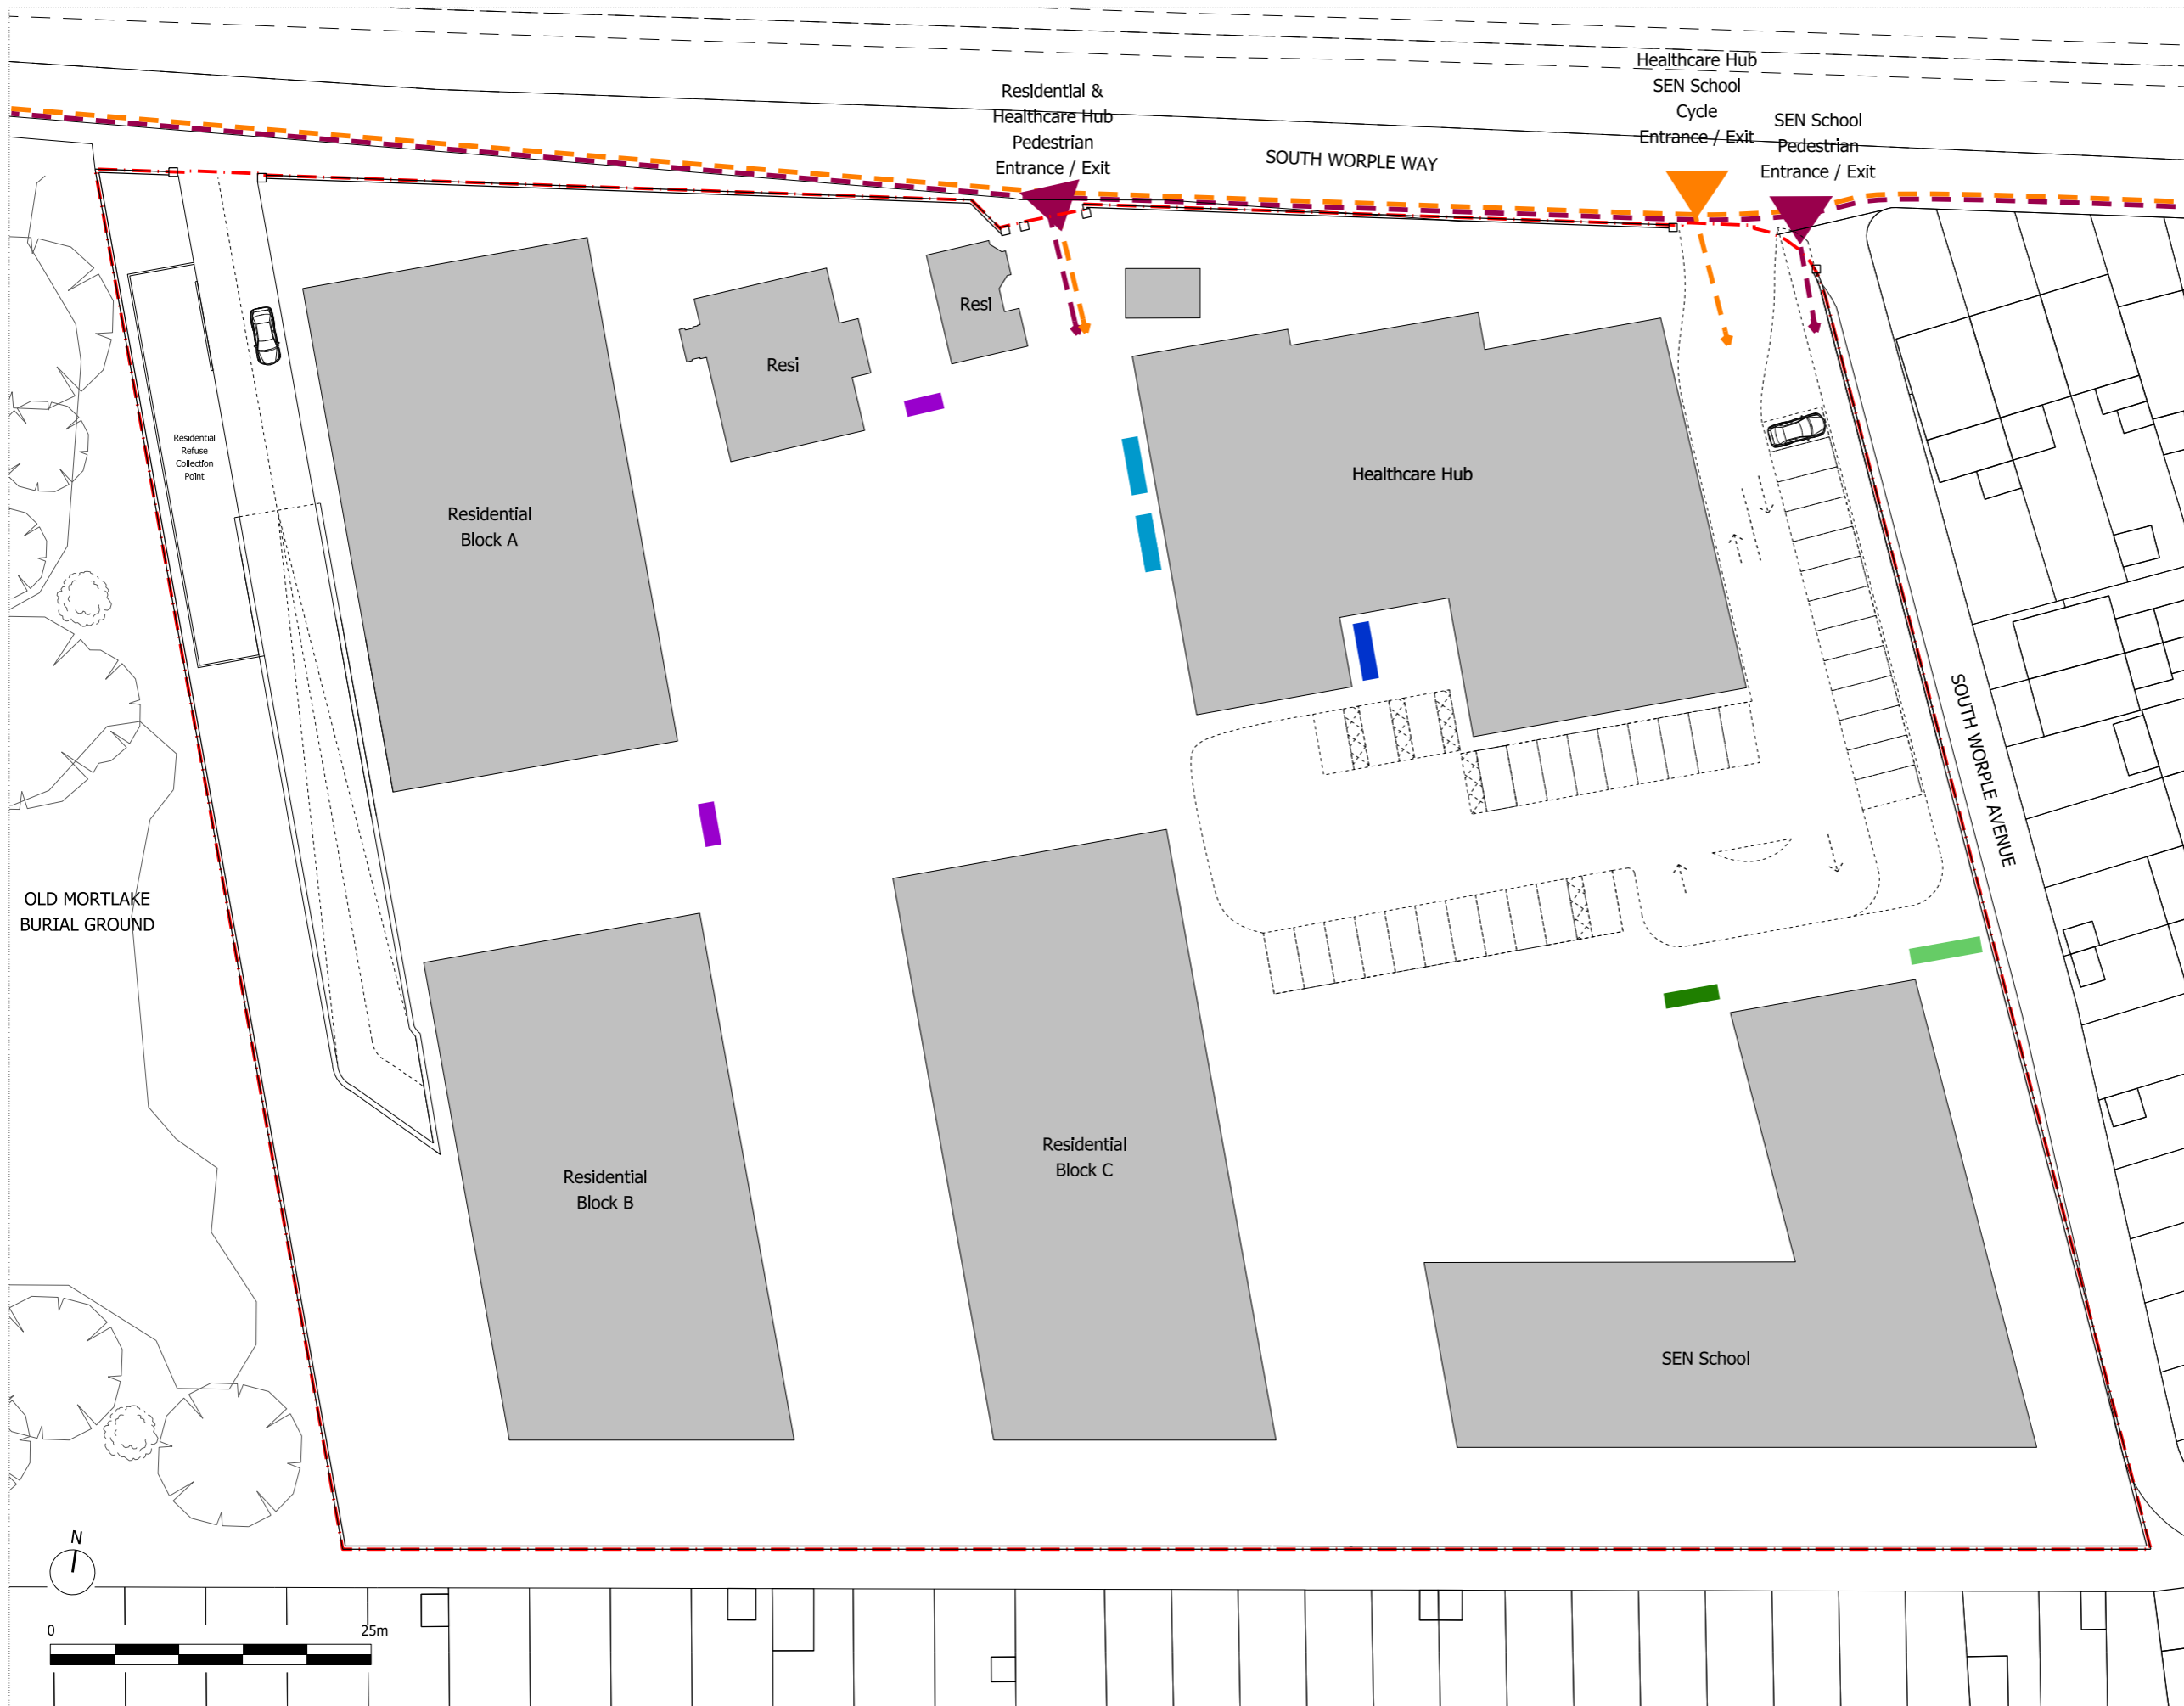 Residential &
Healthcare Hub
Pedestrian
Entrance / Exit
Healthcare Hub
SEN School
Cycle
Entrance / Exit
SEN School
Pedestrian
Entrance / Exit
SOUTH WORPLE WAY
Resi
Resi
Residential
Refuse
Collection
Point
Residential
Block A
Healthcare Hub
SOUTH WORPLE AVENUE
OLD MORTLAKE
BURIAL GROUND
Residential
Block B
Residential
Block C
SEN School
N
0
25m